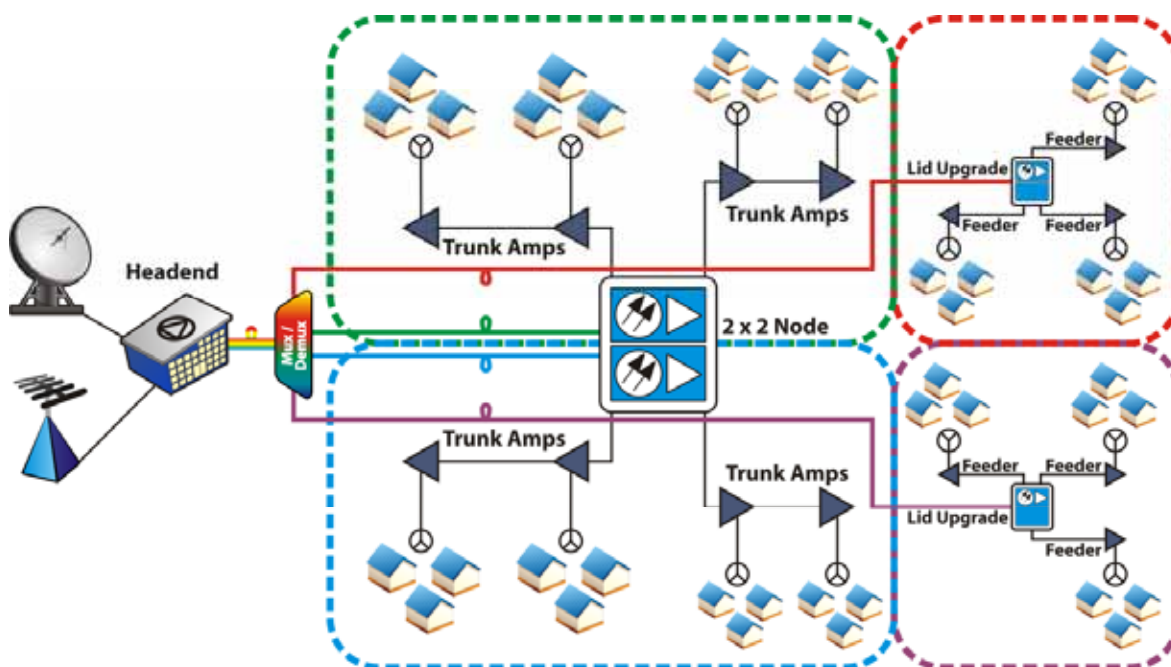 Feeder
Lid Upgrade
Trunk Amps
Trunk Amps
Feeder
Feeder
Headend
Mux /
Demux
2 x 2 Node
Trunk Amps
Trunk Amps
Feeder
Feeder
Lid Upgrade
Feeder